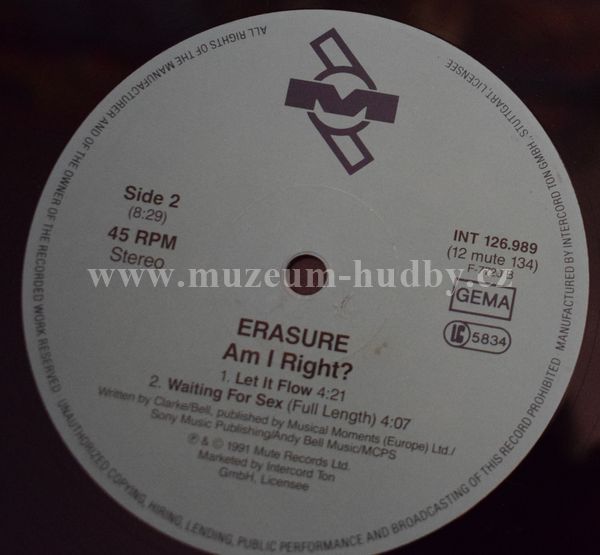 ALL RIGHTS OF THE MANUFACTURER AND OF THE OWNER OF THE RECORDED WORK RESERVED
UNAUTHORIZED COPYING, HIRING, LENDING, PUBLIC PERFORMANCE AND BROADCASTING OF THIS RECORD PROHIBITED
MANUFACTURED BY INTERCORD TON GMBH., STUTTGART, LICENSEE
M
Side 2
(8:29)
45 RPM
Stereo
INT 126.989
(12 mute 134)
GEMA
LC 5834
www.muzeum-hudby.cz
ERASURE
Am I Right?
1. Let It Flow 4:21
2. Waiting For Sex (Full Length) 4:07
Written by Clarke/Bell, published by Musical Moments (Europe) Ltd./
Sony Music Publishing/Andy Bell Music/MCPS
℗ & © 1991 Mute Records Ltd.
Marketed by Intercord Ton
GmbH, Licensee